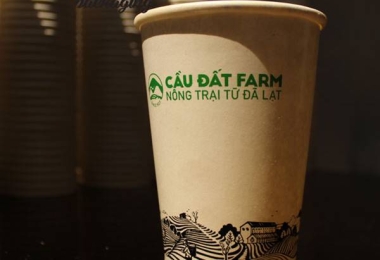 CẦU ĐẤT FARM
NÔNG TRẠI TỪ ĐÀ LẠT